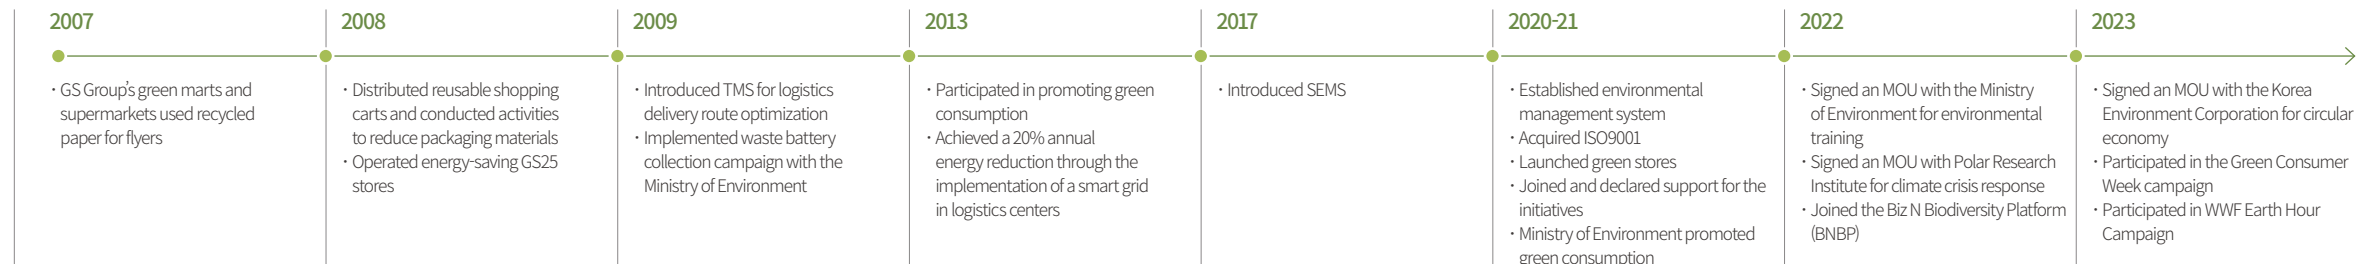 2007
· GS Group's green marts and
supermarkets used recycled
paper for flyers
2008
· Distributed reusable shopping
carts and conducted activities
to reduce packaging materials
· Operated energy-saving GS25
stores
2009
· Introduced TMS for logistics
delivery route optimization
· Implemented waste battery
collection campaign with the
Ministry of Environment
2013
· Participated in promoting green
consumption
· Achieved a 20% annual
energy reduction through the
implementation of a smart grid
in logistics centers
2017
· Introduced SEMS
2020-21
· Established environmental
management system
· Acquired ISO9001
· Launched green stores
· Joined and declared support for the
initiatives
· Ministry of Environment promoted
green consumption
2022
· Signed an MOU with the Ministry
of Environment for environmental
training
· Signed an MOU with Polar Research
Institute for climate crisis response
· Joined the Biz N Biodiversity Platform
(BNBP)
2023
· Signed an MOU with the Korea
Environment Corporation for circular
economy
· Participated in the Green Consumer
Week campaign
· Participated in WWF Earth Hour
Campaign